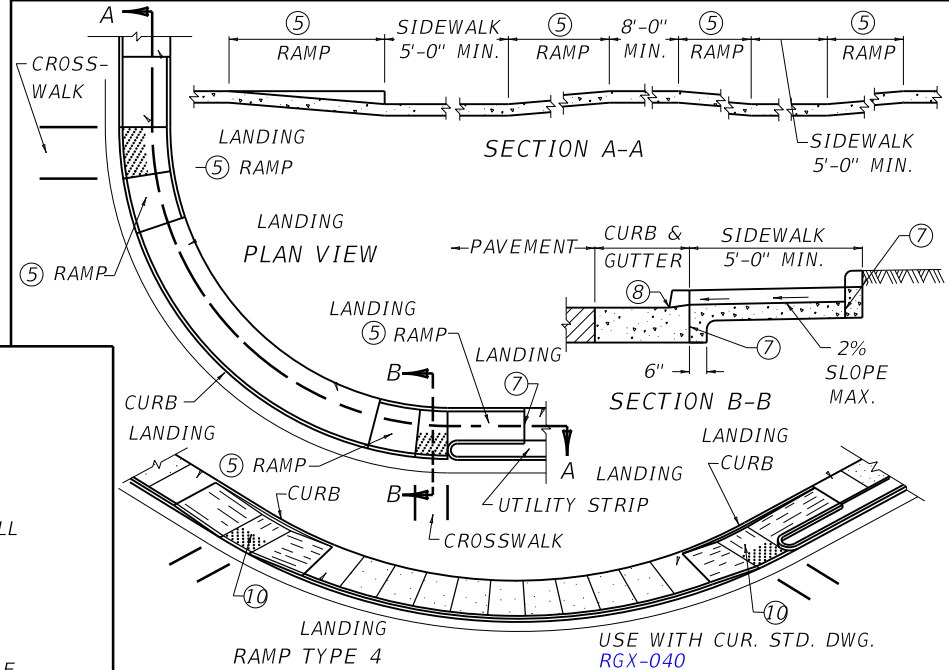 A
5
SIDEWALK
5
8'-0"
5
5
RAMP
5'-0" MIN.
RAMP
MIN.
RAMP
RAMP
CROSS-
WALK
LANDING
5 RAMP
SECTION A-A
SIDEWALK
5'-0" MIN.
LANDING
PLAN VIEW
5 RAMP
PAVEMENT
CURB &
GUTTER
SIDEWALK
5'-0" MIN.
7
8
7
6"
2%
SLOPE
MAX.
SECTION B-B
LANDING
5 RAMP
LANDING
7
B
CURB
LANDING
5 RAMP
B
A
LANDING
UTILITY STRIP
CROSSWALK
LANDING
CURB
CURB
LL
10
10
LANDING
RAMP TYPE 4
USE WITH CUR. STD. DWG.
RGX-040
E